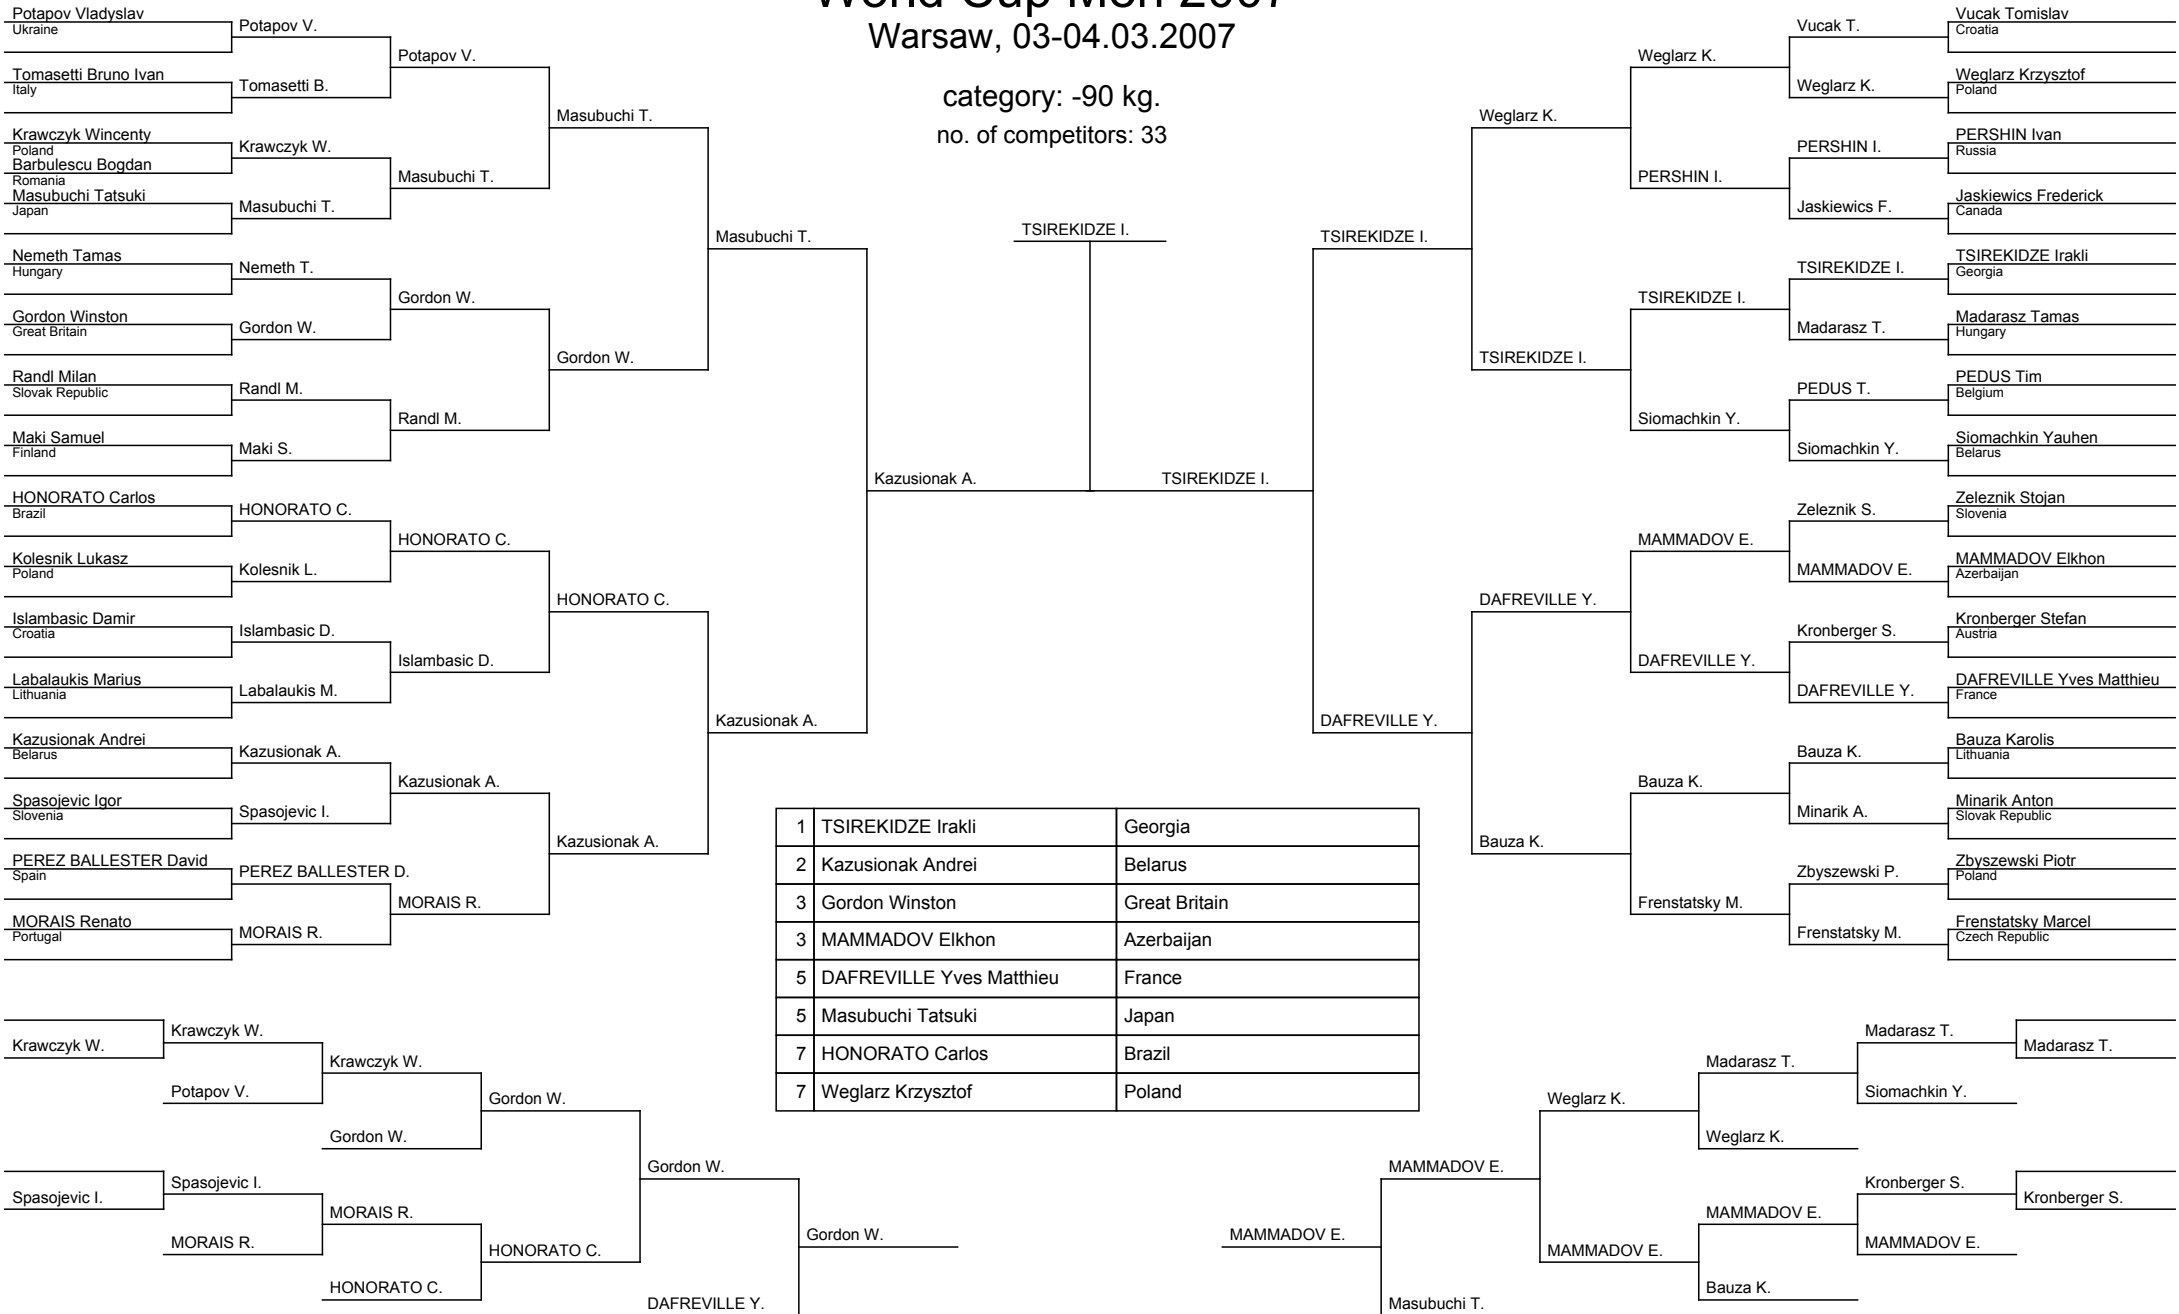 World Cup Men 2007
Warsaw, 03-04.03.2007
category: -90 kg.
no. of competitors: 33
Potapov Vladyslav
Ukraine
Tomasetti Bruno Ivan
Italy
Krawczyk Wincenty
Poland
Barbulescu Bogdan
Romania
Masubuchi Tatsuki
Japan
Nemeth Tamas
Hungary
Gordon Winston
Great Britain
Randl Milan
Slovak Republic
Maki Samuel
Finland
HONORATO Carlos
Brazil
Kolesnik Lukasz
Poland
Islambasic Damir
Croatia
Labalaukis Marius
Lithuania
Kazusionak Andrei
Belarus
Spasojevic Igor
Slovenia
PEREZ BALLESTER David
Spain
MORAIS Renato
Portugal
Potapov V.
Tomasetti B.
Krawczyk W.
Masubuchi T.
Nemeth T.
Gordon W.
Randl M.
Maki S.
HONORATO C.
Kolesnik L.
Islambasic D.
Labalaukis M.
Kazusionak A.
Spasojevic I.
PEREZ BALLESTER D.
MORAIS R.
Potapov V.
Masubuchi T.
Gordon W.
Randl M.
HONORATO C.
Islambasic D.
Kazusionak A.
MORAIS R.
Masubuchi T.
Gordon W.
HONORATO C.
Kazusionak A.
Masubuchi T.
Kazusionak A.
Kazusionak A.
TSIREKIDZE I.
TSIREKIDZE I.
TSIREKIDZE I.
DAFREVILLE Y.
Weglarz K.
TSIREKIDZE I.
DAFREVILLE Y.
Bauza K.
Weglarz K.
PERSHIN I.
TSIREKIDZE I.
Siomachkin Y.
MAMMADOV E.
DAFREVILLE Y.
Bauza K.
Frenstatsky M.
Vucak T.
Weglarz K.
PERSHIN I.
Jaskiewics F.
TSIREKIDZE I.
Madarasz T.
PEDUS T.
Siomachkin Y.
Zeleznik S.
MAMMADOV E.
Kronberger S.
DAFREVILLE Y.
Bauza K.
Minarik A.
Zbyszewski P.
Frenstatsky M.
Vucak Tomislav
Croatia
Weglarz Krzysztof
Poland
PERSHIN Ivan
Russia
Jaskiewics Frederick
Canada
TSIREKIDZE Irakli
Georgia
Madarasz Tamas
Hungary
PEDUS Tim
Belgium
Siomachkin Yauhen
Belarus
Zeleznik Stojan
Slovenia
MAMMADOV Elkhon
Azerbaijan
Kronberger Stefan
Austria
DAFREVILLE Yves Matthieu
France
Bauza Karolis
Lithuania
Minarik Anton
Slovak Republic
Zbyszewski Piotr
Poland
Frenstatsky Marcel
Czech Republic
1 TSIREKIDZE Irakli Georgia
2 Kazusionak Andrei Belarus
3 Gordon Winston Great Britain
3 MAMMADOV Elkhon Azerbaijan
5 DAFREVILLE Yves Matthieu France
5 Masubuchi Tatsuki Japan
7 HONORATO Carlos Brazil
7 Weglarz Krzysztof Poland
Krawczyk W.
Spasojevic I.
Krawczyk W.
Potapov V.
Spasojevic I.
MORAIS R.
Krawczyk W.
Gordon W.
MORAIS R.
HONORATO C.
Gordon W.
HONORATO C.
Gordon W.
DAFREVILLE Y.
Gordon W.
MAMMADOV E.
MAMMADOV E.
Masubuchi T.
Weglarz K.
MAMMADOV E.
Madarasz T.
Weglarz K.
MAMMADOV E.
Bauza K.
Madarasz T.
Siomachkin Y.
Kronberger S.
MAMMADOV E.
Madarasz T.
Kronberger S.